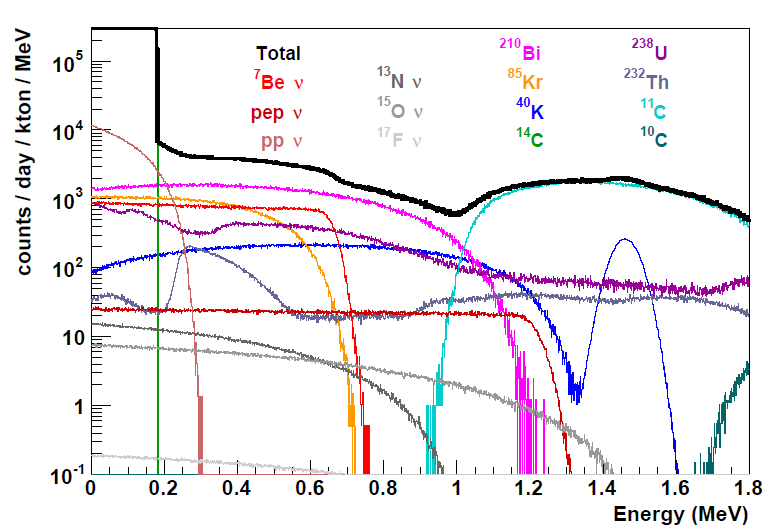 counts / day / kton / MeV
10⁵
10⁴
10³
10²
10
1
10⁻¹
Total ²¹⁰Bi ²³⁸U
⁷Be ν ¹³N ν ⁸⁵Kr ²³²Th
pep ν ¹⁵O ν ⁴⁰K ¹¹C
pp ν ¹⁷F ν ¹⁴C ¹⁰C
0 0.2 0.4 0.6 0.8 1 1.2 1.4 1.6 1.8
Energy (MeV)